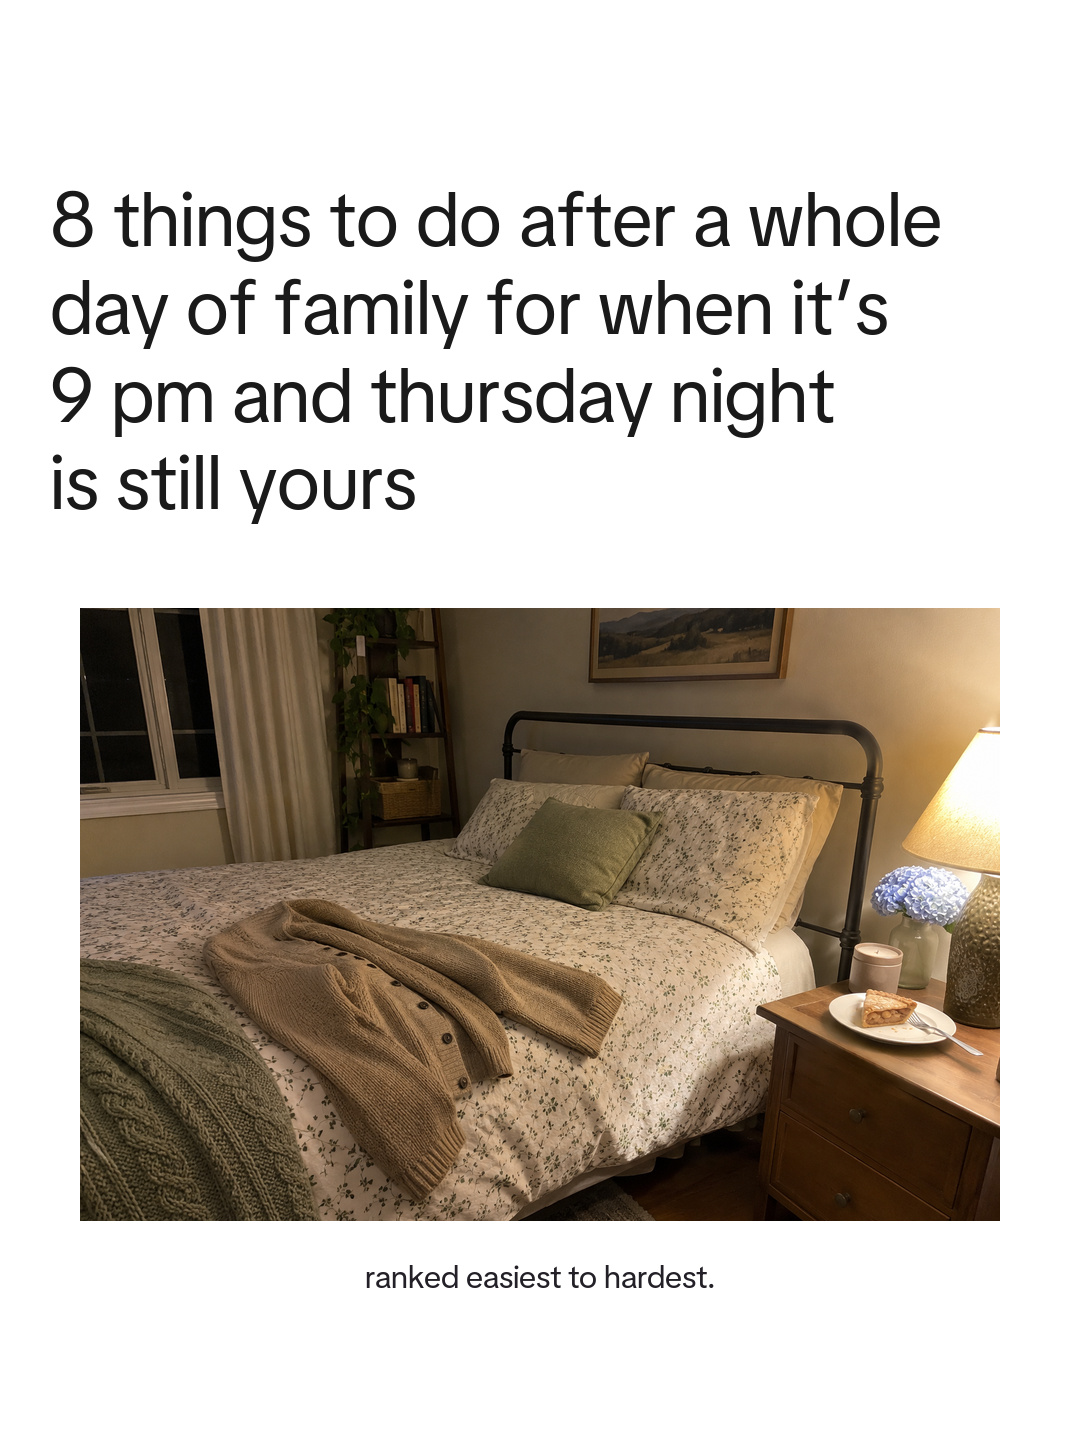 8 things to do after a whole
day of family for when it’s
9 pm and thursday night
is still yours
ranked easiest to hardest.